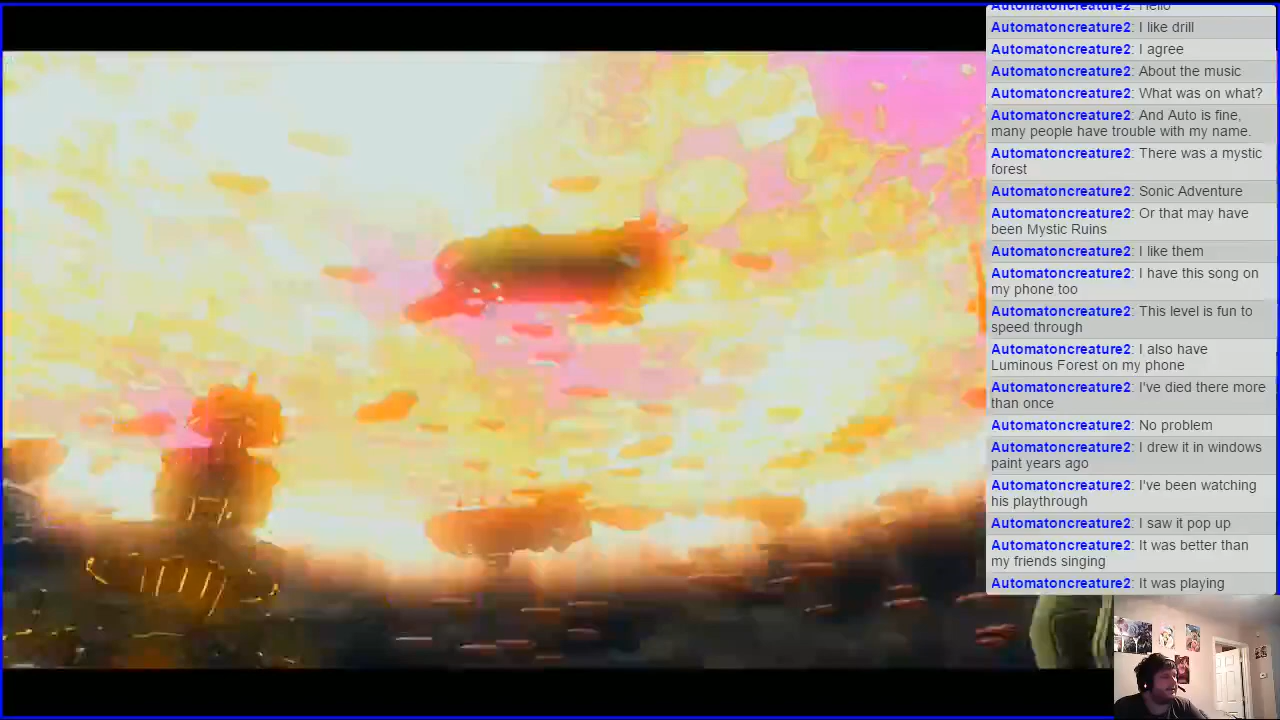 Automatoncreature2: Hello
Automatoncreature2: I like drill
Automatoncreature2: I agree
Automatoncreature2: About the music
Automatoncreature2: What was on what?
Automatoncreature2: And Auto is fine,
many people have trouble with my name.
Automatoncreature2: There was a mystic
forest
Automatoncreature2: Sonic Adventure
Automatoncreature2: Or that may have
been Mystic Ruins
Automatoncreature2: I like them
Automatoncreature2: I have this song on
my phone too
Automatoncreature2: This level is fun to
speed through
Automatoncreature2: I also have
Luminous Forest on my phone
Automatoncreature2: I've died there more
than once
Automatoncreature2: No problem
Automatoncreature2: I drew it in windows
paint years ago
Automatoncreature2: I've been watching
his playthrough
Automatoncreature2: I saw it pop up
Automatoncreature2: It was better than
my friends singing
Automatoncreature2: It was playing